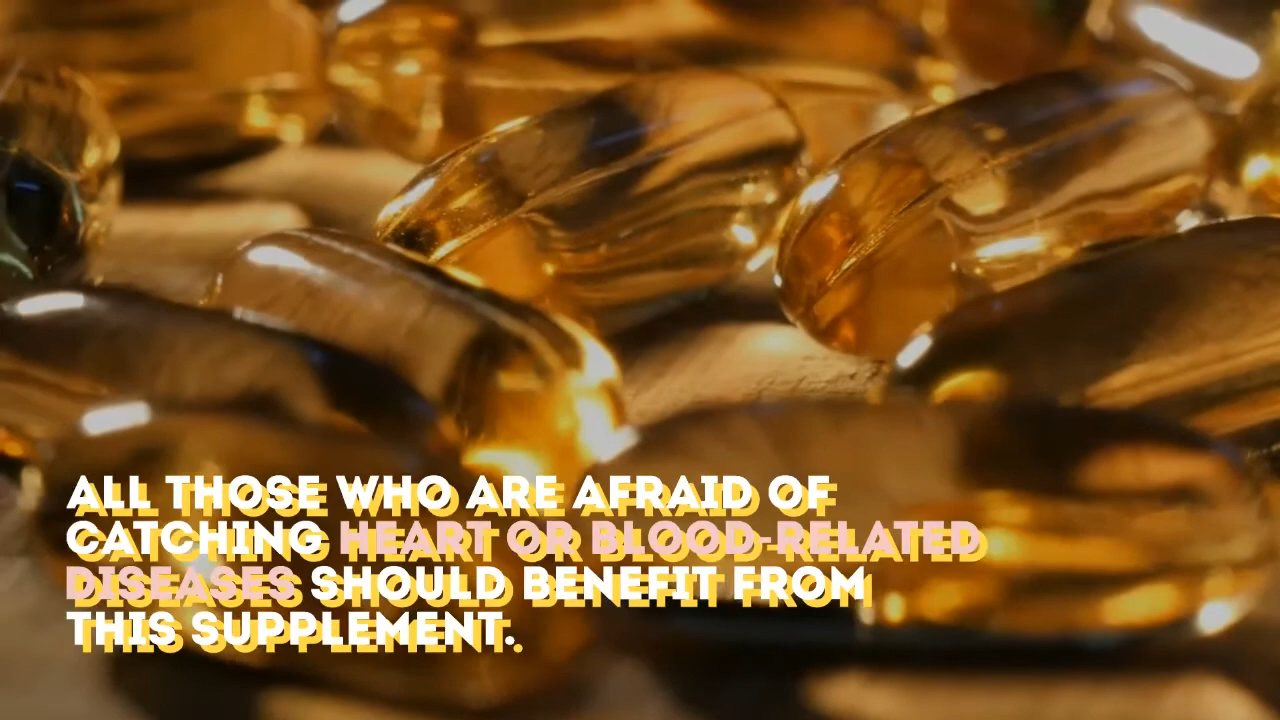 ALL THOSE WHO ARE AFRAID OF
CATCHING HEART OR BLOOD-RELATED
DISEASES SHOULD BENEFIT FROM
THIS SUPPLEMENT.